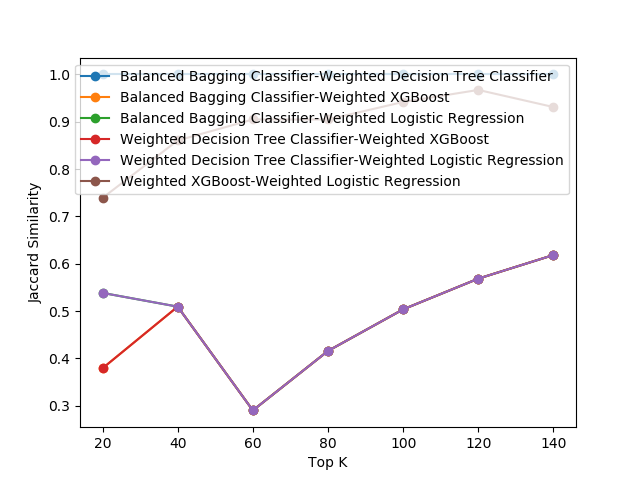 1.0
0.9
0.8
0.7
0.6
0.5
0.4
0.3
Jaccard Similarity
Balanced Bagging Classifier-Weighted Decision Tree Classifier
Balanced Bagging Classifier-Weighted XGBoost
Balanced Bagging Classifier-Weighted Logistic Regression
Weighted Decision Tree Classifier-Weighted XGBoost
Weighted Decision Tree Classifier-Weighted Logistic Regression
Weighted XGBoost-Weighted Logistic Regression
20 40 60 80 100 120 140
Top K